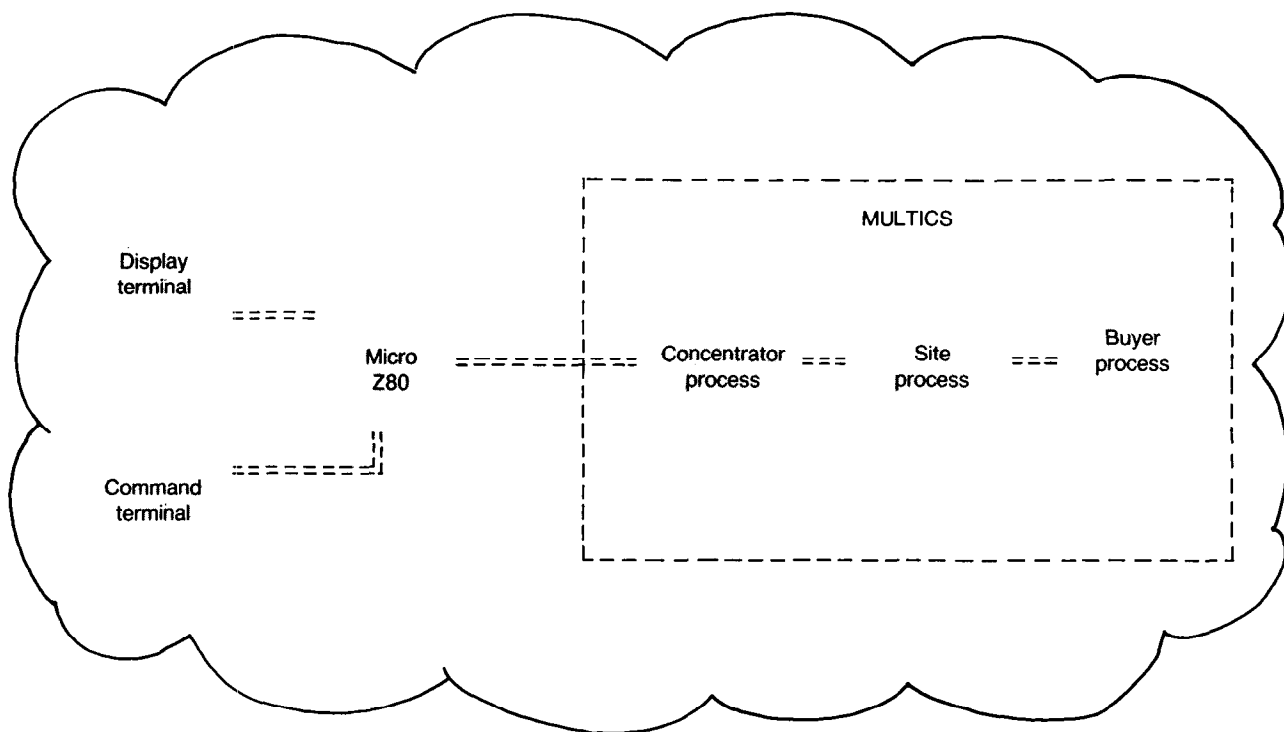 MULTICS
Display
terminal
Micro
Z80
Concentrator
process
Site
process
Buyer
process
Command
terminal